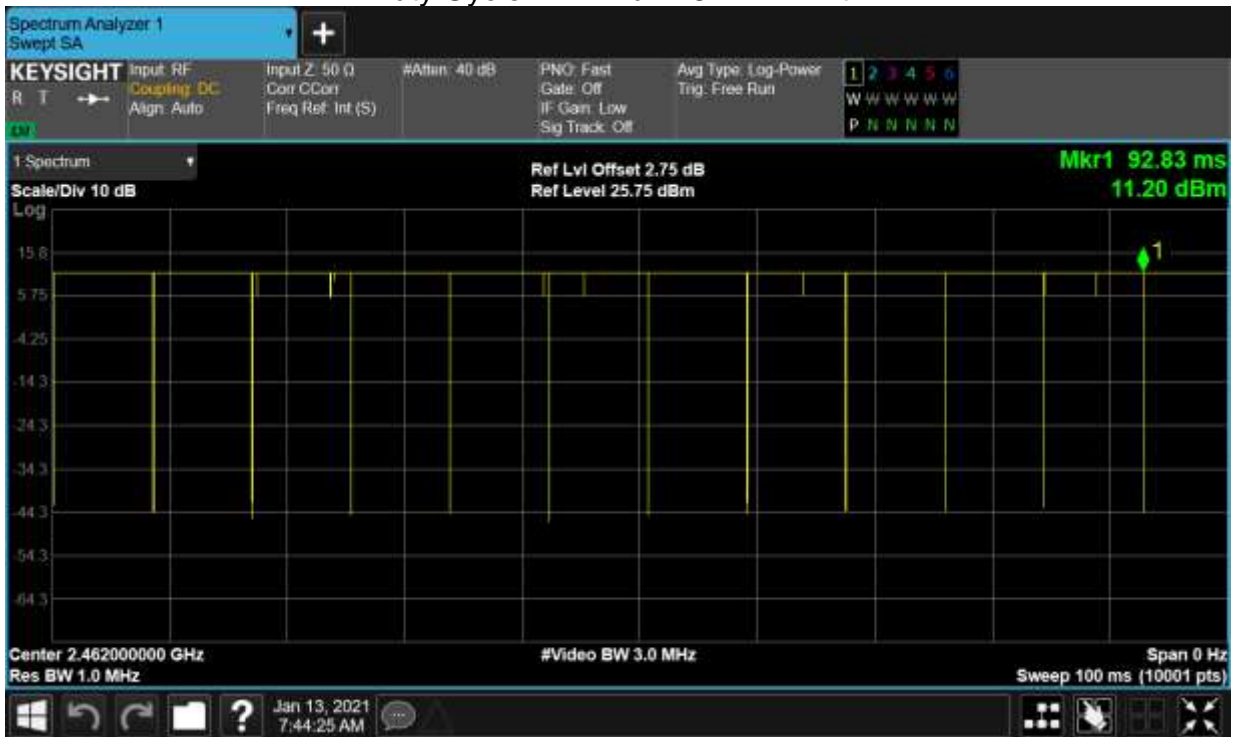 Spectrum Analyzer 1
Swept SA
+
KEYSIGHT
R T
Input: RF
Coupling: DC
Align: Auto
Input Z: 50 Ω
Corr CCorr
Freq Ref: Int (S)
#Atten: 40 dB
PNO: Fast
Gate: Off
IF Gain: Low
Sig Track: Off
Avg Type: Log-Power
Trig: Free Run
1 2 3 4 5 6
W W W W W W
P N N N N N
1 Spectrum
Scale/Div 10 dB
Log
Ref Lvl Offset 2.75 dB
Ref Level 25.75 dBm
Mkr1 92.83 ms
11.20 dBm
1
15.8
5.75
-4.25
-14.3
-24.3
-34.3
-44.3
-54.3
-64.3
Center 2.462000000 GHz
Res BW 1.0 MHz
#Video BW 3.0 MHz
Span 0 Hz
Sweep 100 ms (10001 pts)
?
Jan 13, 2021
7:44:25 AM